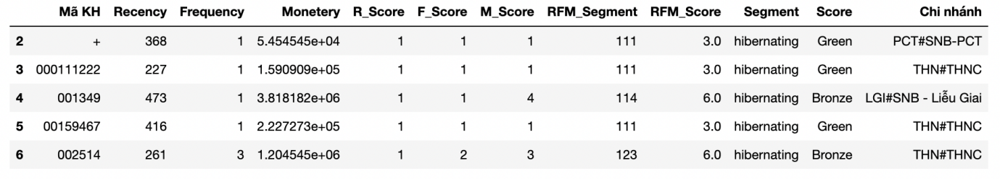 Mã KH Recency Frequency Monetery R_Score F_Score M_Score RFM_Segment RFM_Score Segment Score Chi nhánh
2 + 368 1 5.454545e+04 1 1 1 111 3.0 hibernating Green PCT#SNB-PCT
3 000111222 227 1 1.590909e+05 1 1 1 111 3.0 hibernating Green THN#THNC
4 001349 473 1 3.818182e+06 1 1 4 114 6.0 hibernating Bronze LGI#SNB - Liễu Giai
5 00159467 416 1 2.227273e+05 1 1 1 111 3.0 hibernating Green THN#THNC
6 002514 261 3 1.204545e+06 1 2 3 123 6.0 hibernating Bronze THN#THNC